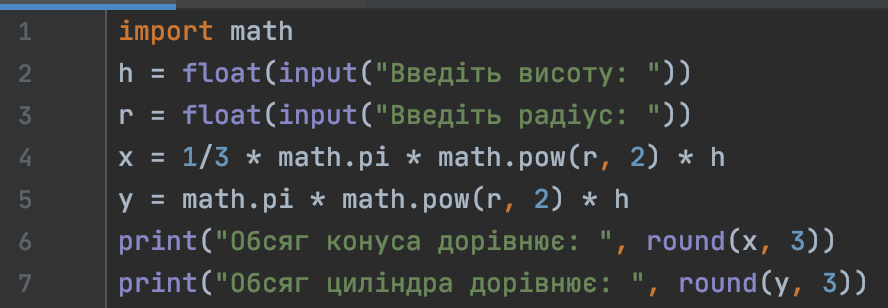 1 import math
2 h = float(input("Введіть висоту: "))
3 r = float(input("Введіть радіус: "))
4 x = 1/3 * math.pi * math.pow(r, 2) * h
5 y = math.pi * math.pow(r, 2) * h
6 print("Обсяг конуса дорівнює: ", round(x, 3))
7 print("Обсяг циліндра дорівнює: ", round(y, 3))